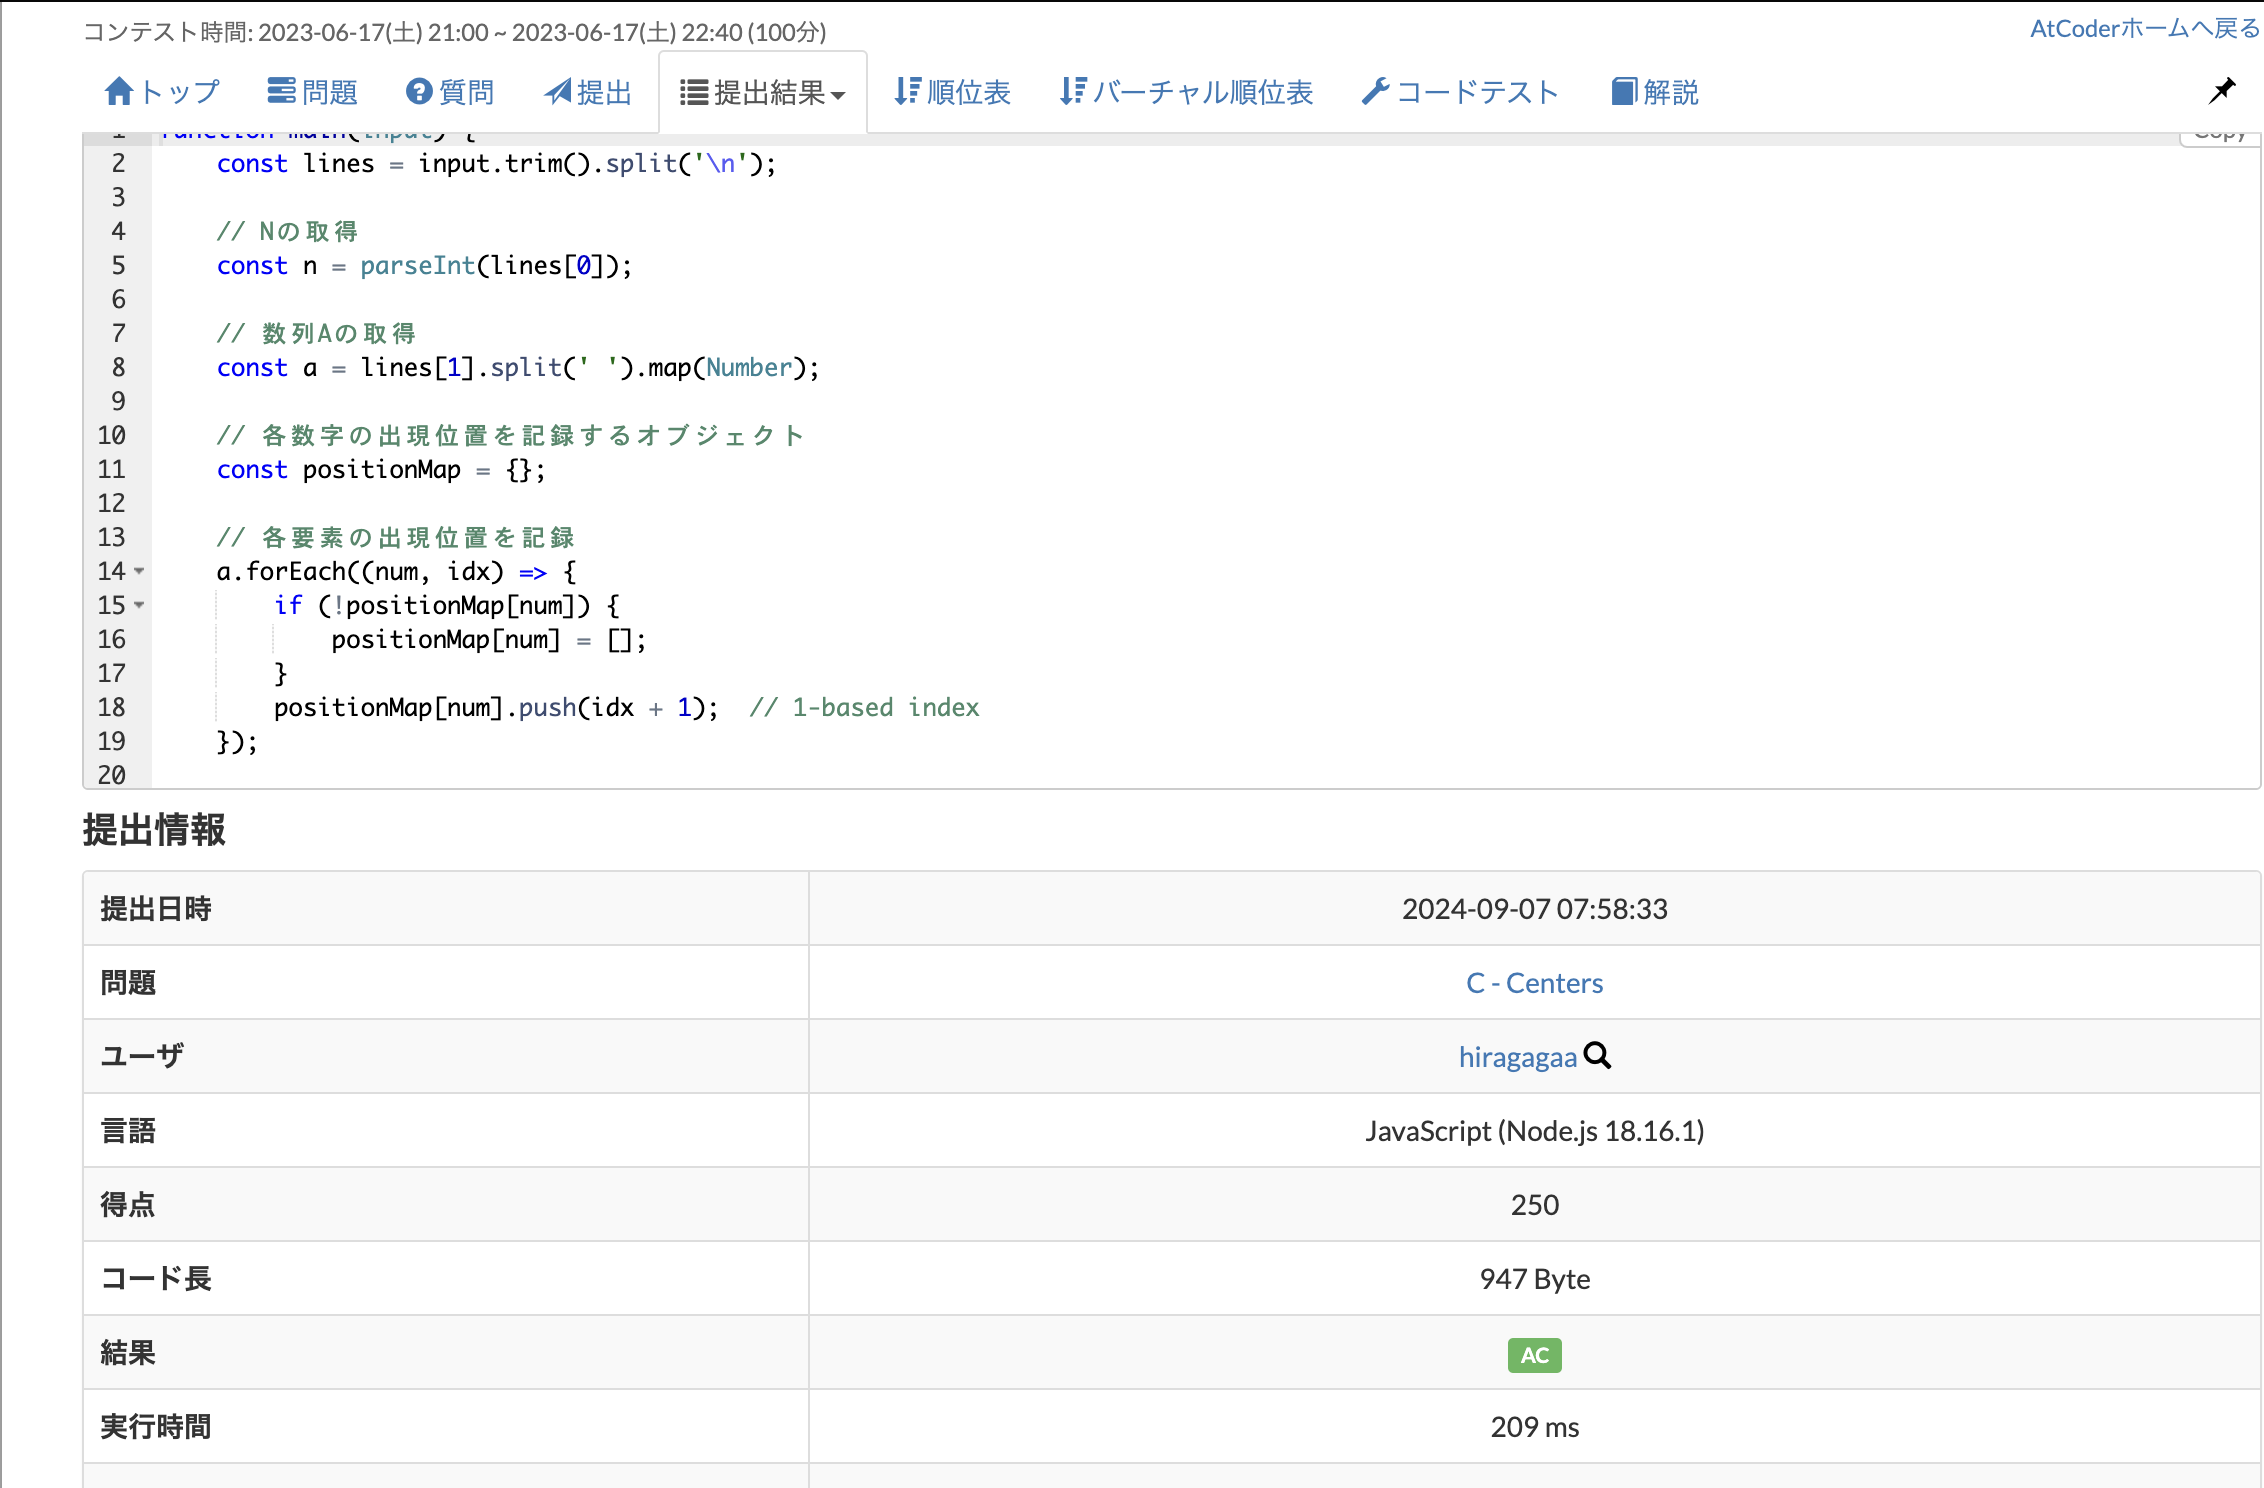 コンテスト時間: 2023-06-17(土) 21:00 ~ 2023-06-17(土) 22:40 (100分)
AtCoderホームへ戻る
トップ 問題 質問 提出 提出結果 順位表 バーチャル順位表 コードテスト 解説
1 function main(input) {
Copy
2 const lines = input.trim().split('\n');
3
4 // Nの取得
5 const n = parseInt(lines[0]);
6
7 // 数列Aの取得
8 const a = lines[1].split(' ').map(Number);
9
10 // 各数字の出現位置を記録するオブジェクト
11 const positionMap = {};
12
13 // 各要素の出現位置を記録
14 a.forEach((num, idx) => {
15 if (!positionMap[num]) {
16 positionMap[num] = [];
17 }
18 positionMap[num].push(idx + 1); // 1-based index
19 });
20
提出情報
提出日時 2024-09-07 07:58:33
問題 C - Centers
ユーザ hiragagaa
言語 JavaScript (Node.js 18.16.1)
得点 250
コード長 947 Byte
結果 AC
実行時間 209 ms